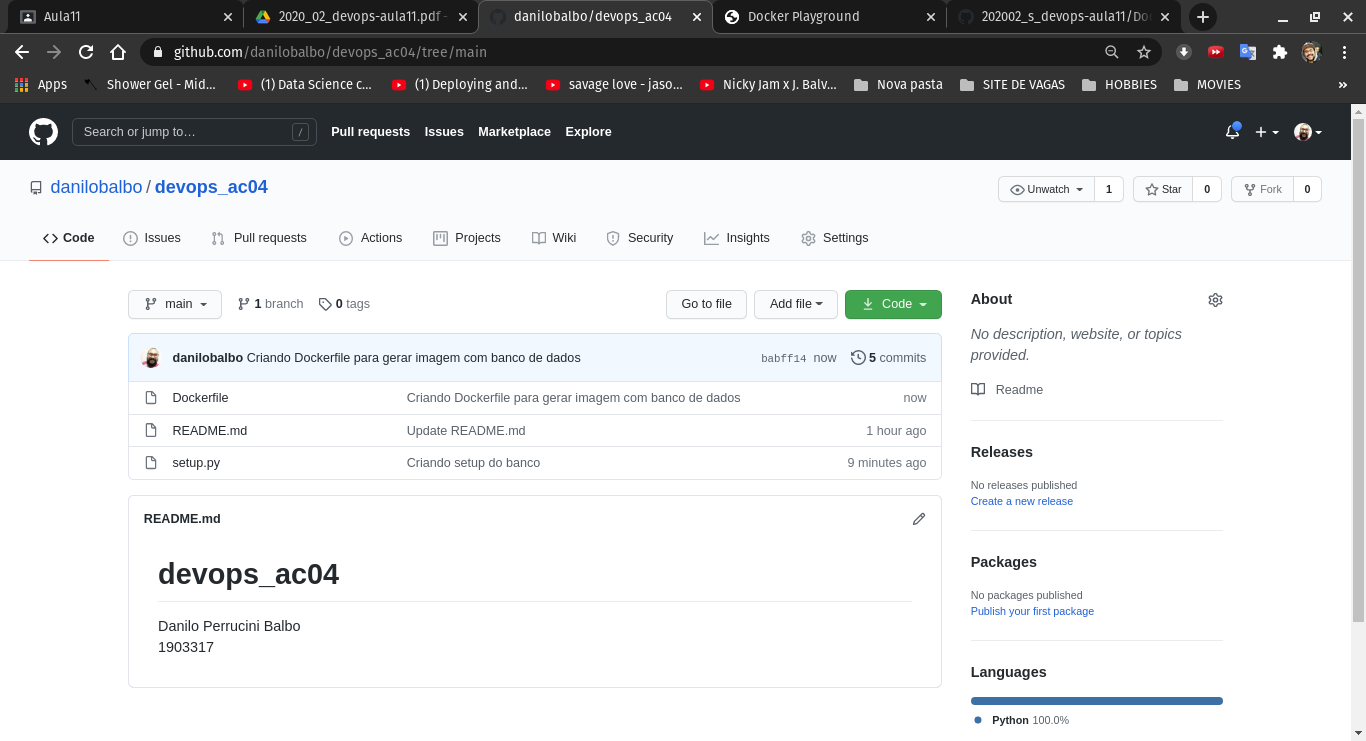 Aula11
2020_02_devops-aula11.pdf -
danilobalbo/devops_ac04
Docker Playground
202002_s_devops-aula11/Do
github.com/danilobalbo/devops_ac04/tree/main
Apps
Shower Gel - Mid...
(1) Data Science c...
(1) Deploying and...
savage love - jaso...
Nicky Jam x J. Balv...
Nova pasta
SITE DE VAGAS
HOBBIES
MOVIES
»
Search or jump to…
/
Pull requests
Issues
Marketplace
Explore
danilobalbo / devops_ac04
Unwatch 1
Star 0
Fork 0
Code
Issues
Pull requests
Actions
Projects
Wiki
Security
Insights
Settings
main
1 branch
0 tags
Go to file
Add file
Code
danilobalbo Criando Dockerfile para gerar imagem com banco de dados
babff14 now
5 commits
Dockerfile Criando Dockerfile para gerar imagem com banco de dados now
README.md Update README.md 1 hour ago
setup.py Criando setup do banco 9 minutes ago
README.md
devops_ac04
Danilo Perrucini Balbo
1903317
About
No description, website, or topics
provided.
Readme
Releases
No releases published
Create a new release
Packages
No packages published
Publish your first package
Languages
Python 100.0%